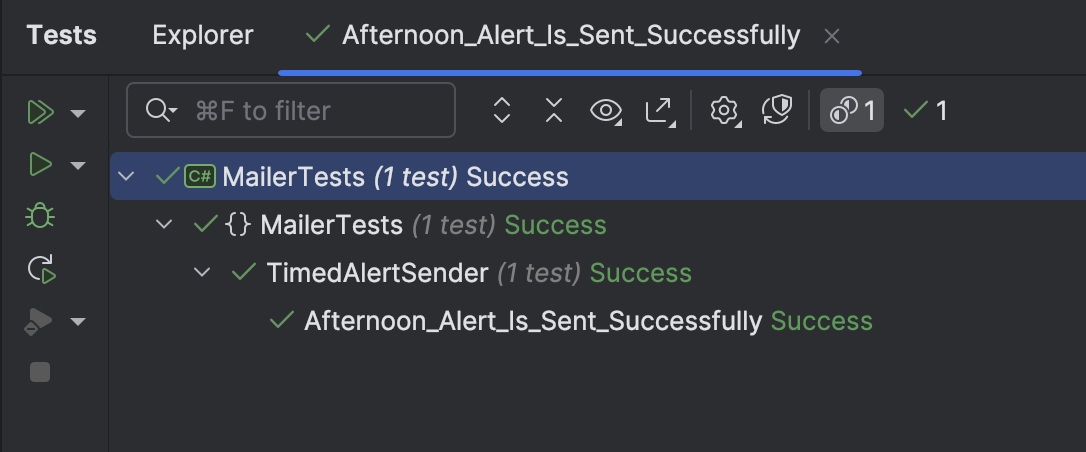 Tests Explorer Afternoon_Alert_Is_Sent_Successfully
⌘F to filter 1 1
C# MailerTests (1 test) Success
{} MailerTests (1 test) Success
TimedAlertSender (1 test) Success
Afternoon_Alert_Is_Sent_Successfully Success